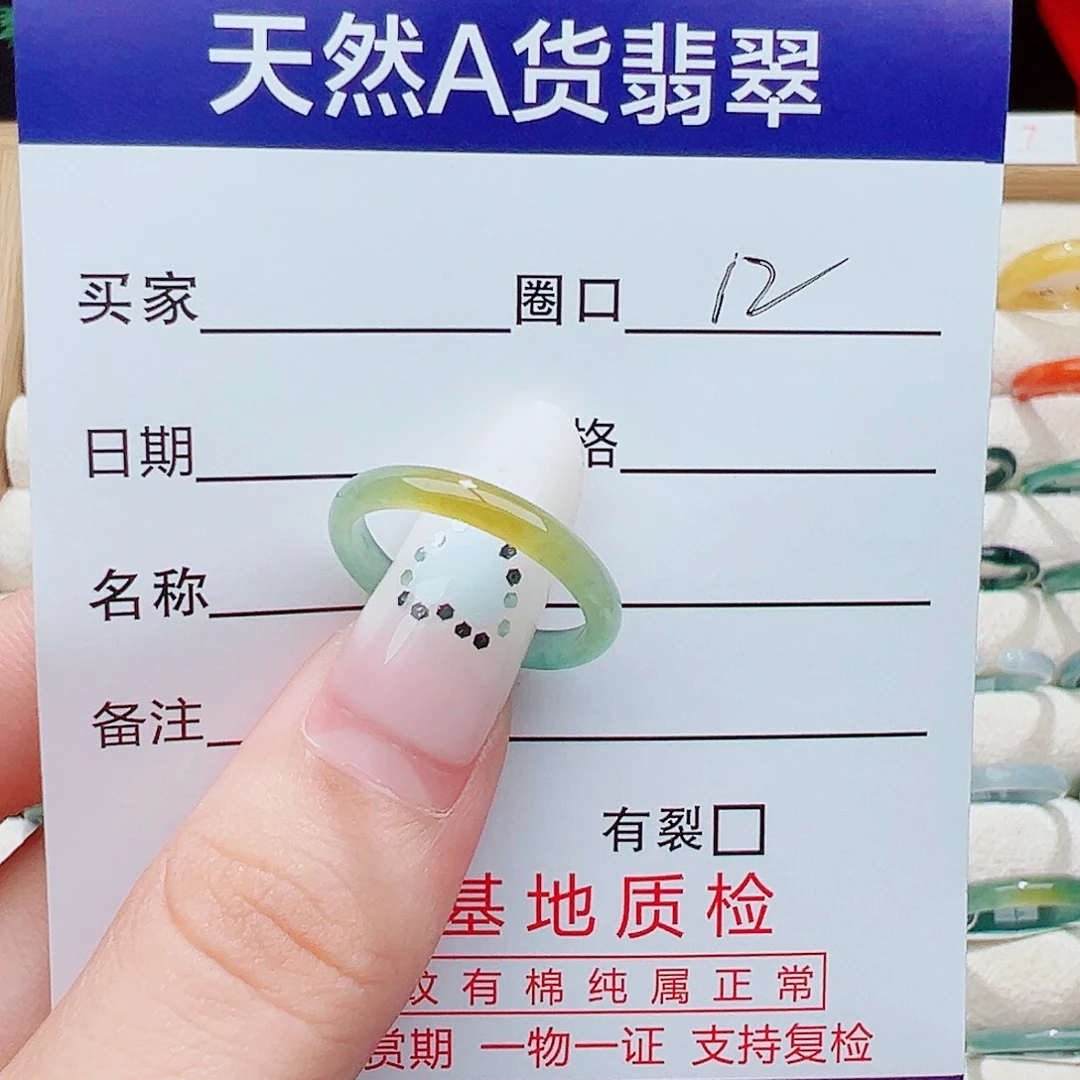 天然A货翡翠
买家 圈口 12
日期 格
名称
备注
有裂
基地质检
纹有棉纯属正常
赏期 一物一证 支持复检
7